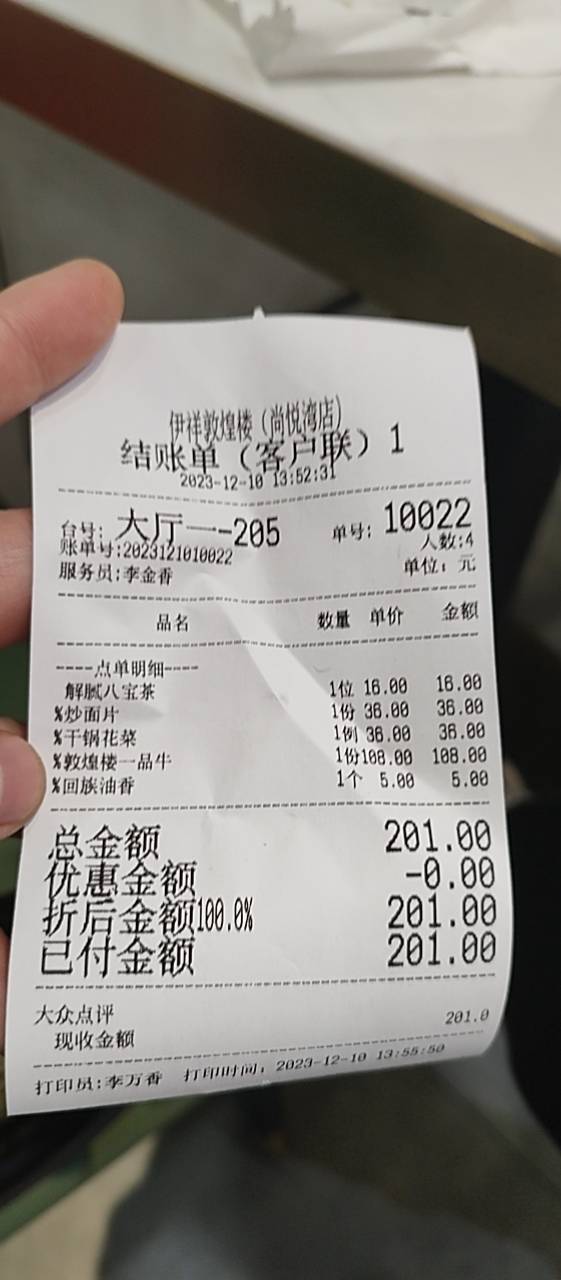 伊祥敦煌楼（尚悦湾店）
结账单（客户联）1
2023-12-10 13:52:31
台号: 大厅一-205 单号: 10022
账单号:2023121010022 人数:4
服务员:李金香 单位: 元
品名 数量 单价 金额
----点单明细----
解腻八宝茶 1位 16.00 16.00
%炒面片 1份 36.00 36.00
%干锅花菜 1例 36.00 36.00
%敦煌楼一品牛 1份108.00 108.00
%回族油香 1个 5.00 5.00
总金额 201.00
优惠金额 -0.00
折后金额100.0% 201.00
已付金额 201.00
大众点评 201.0
现收金额
打印员:李万香 打印时间: 2023-12-10 13:55:50